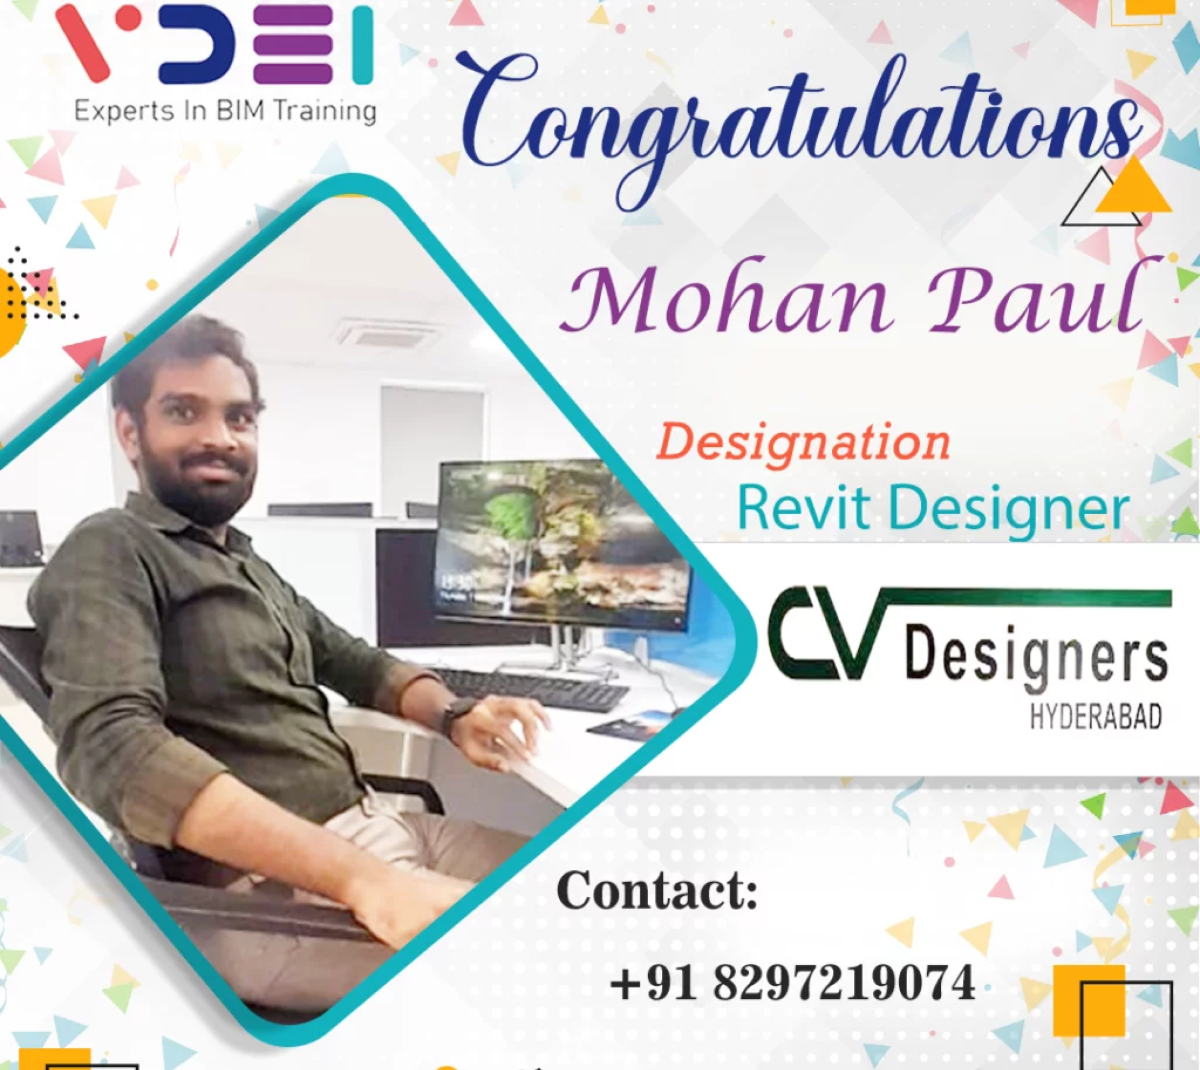 VDEI
Experts In BIM Training
Congratulations
Mohan Paul
Designation
Revit Designer
CV Designers
HYDERABAD
Contact:
+91 8297219074